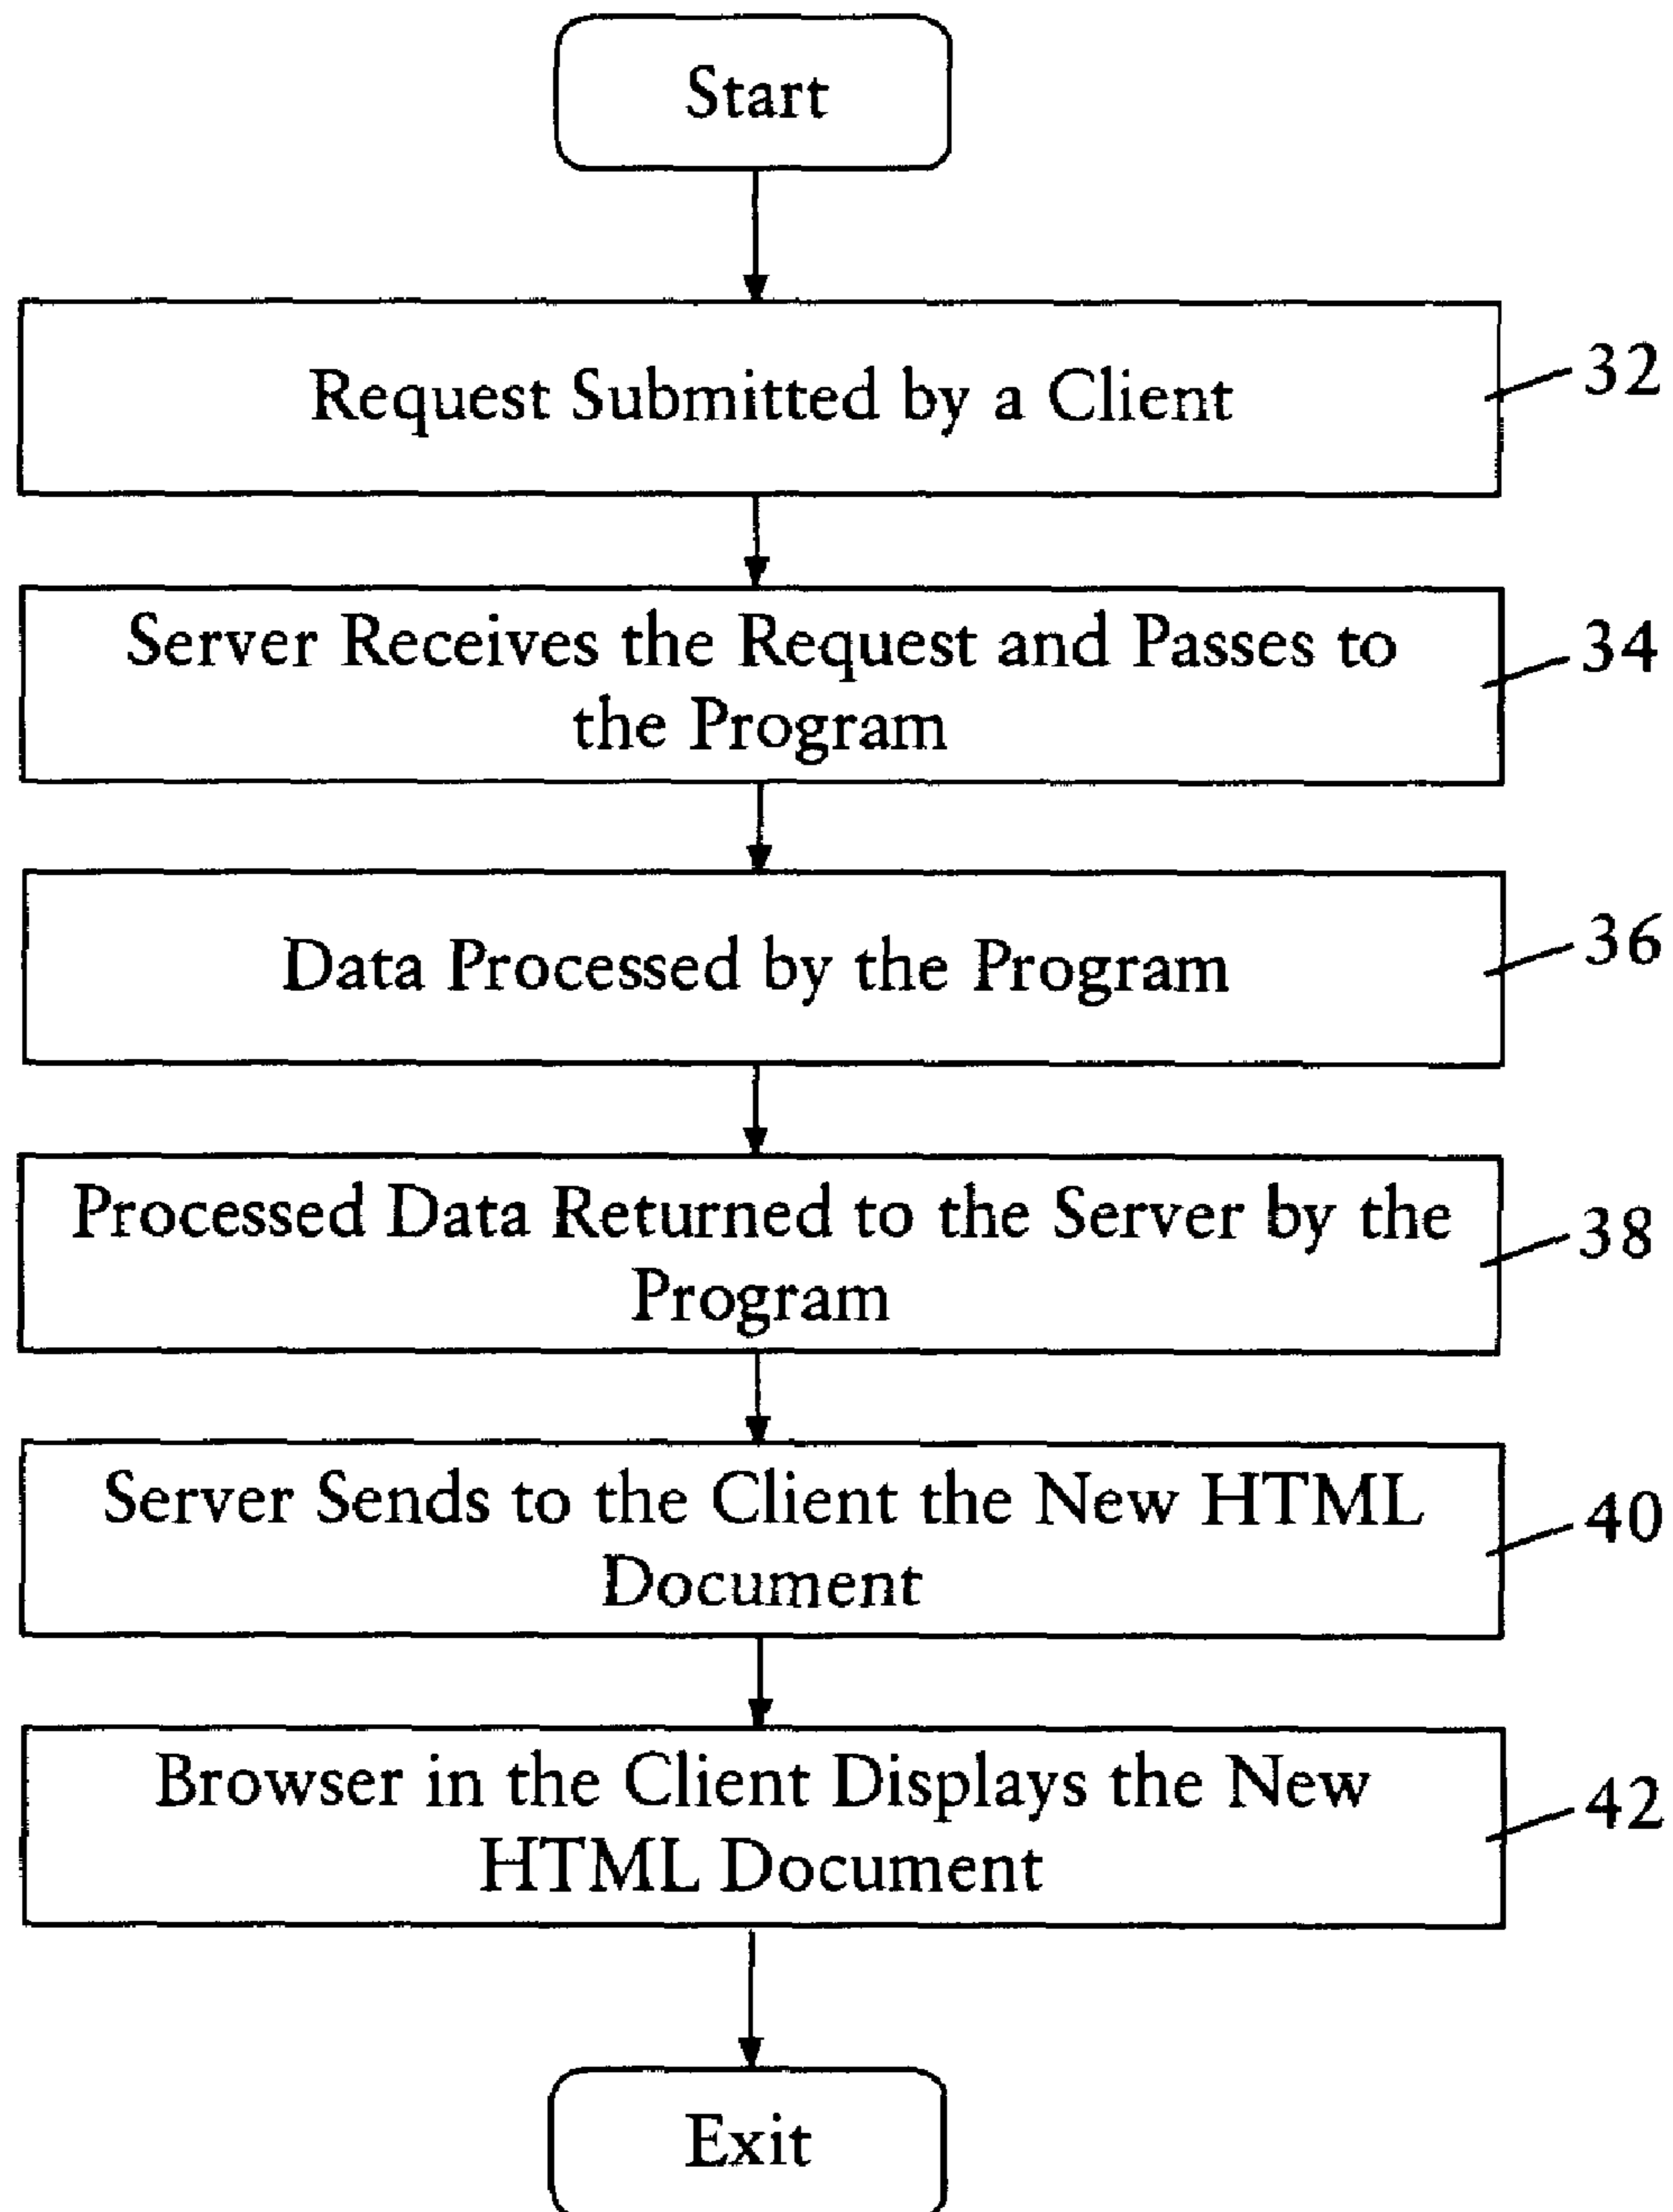 Start
Request Submitted by a Client
32
Server Receives the Request and Passes to
the Program
34
Data Processed by the Program
36
Processed Data Returned to the Server by the
Program
38
Server Sends to the Client the New HTML
Document
40
Browser in the Client Displays the New
HTML Document
42
Exit